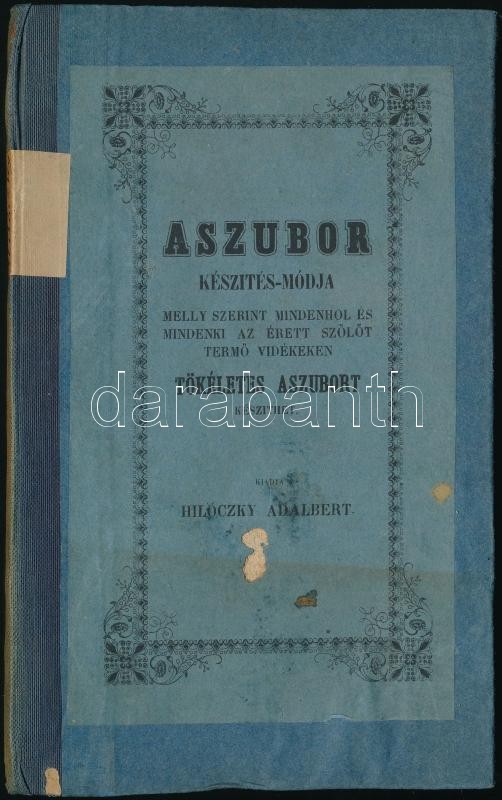 ASZUBOR
KÉSZITÉS-MÓDJA
MELLY SZERINT MINDENHOL ÉS
MINDENKI AZ ÉRETT SZŐLŐT
TERMŐ VIDÉKEKEN
TÖKÉLETES ASZUBORT
darabanth
KÉSZITHET.
KIADTA
HILÓCZKY ADALBERT.